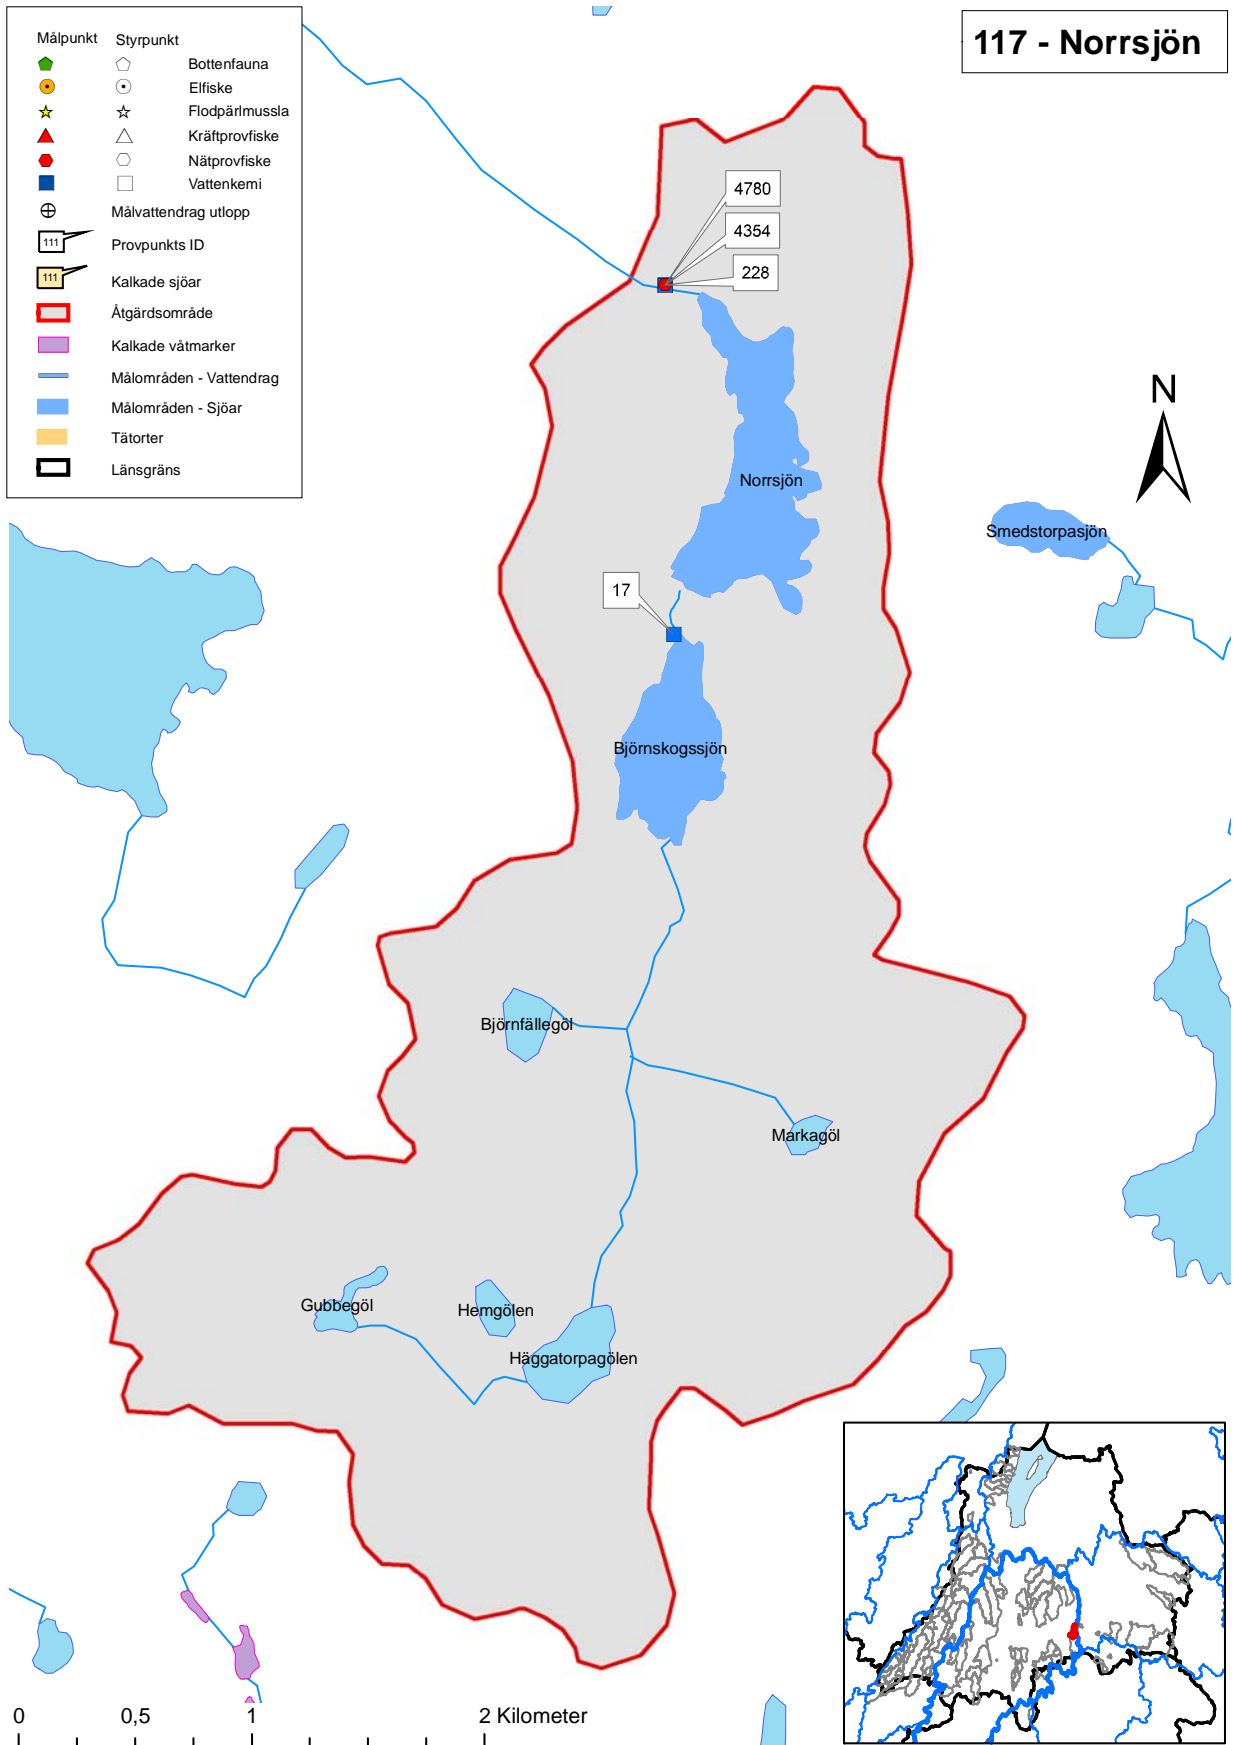 117 - Norrsjön
Målpunkt Styrpunkt
Bottenfauna
Elfiske
Flodpärlmussla
Kräftprovfiske
Nätprovfiske
Vattenkemi
Målvattendrag utlopp
111 Provpunkts ID
111 Kalkade sjöar
Åtgärdsområde
Kalkade våtmarker
Målområden - Vattendrag
Målområden - Sjöar
Tätorter
Länsgräns
4780
4354
228
N
Norrsjön
Smedstorpasjön
17
Björnskogssjön
Björnfällegöl
Markagöl
Gubbegöl
Hemgölen
Häggatorpagölen
0 0,5 1 2 Kilometer